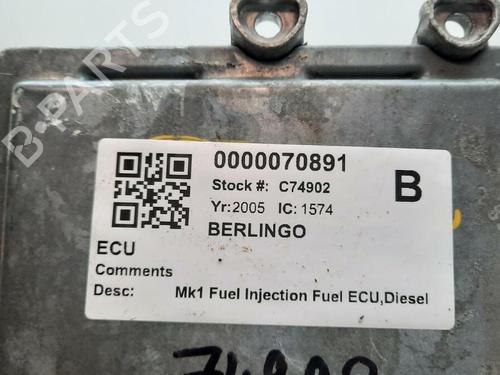 B-PARTS
0000070891
Stock #: C74902
B
Yr:2005 IC:1574
BERLINGO
ECU
Comments
Desc: Mk1 Fuel Injection Fuel ECU,Diesel